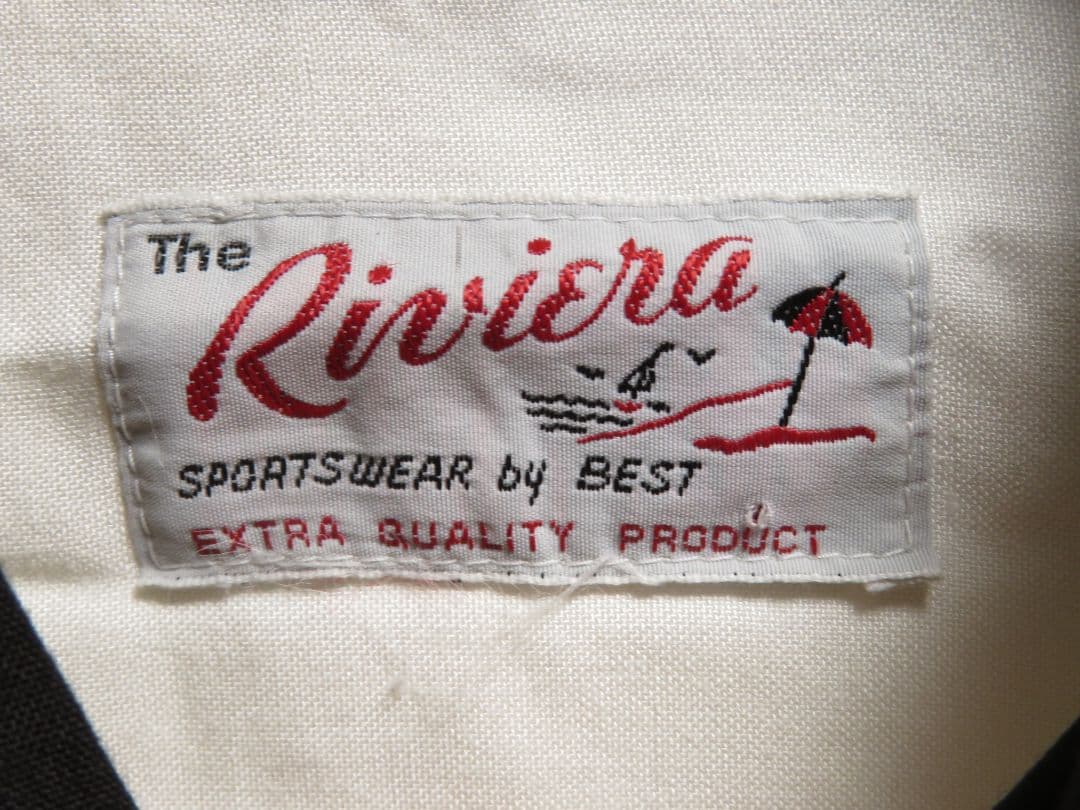 The Riviera
SPORTSWEAR by BEST
EXTRA QUALITY PRODUCT